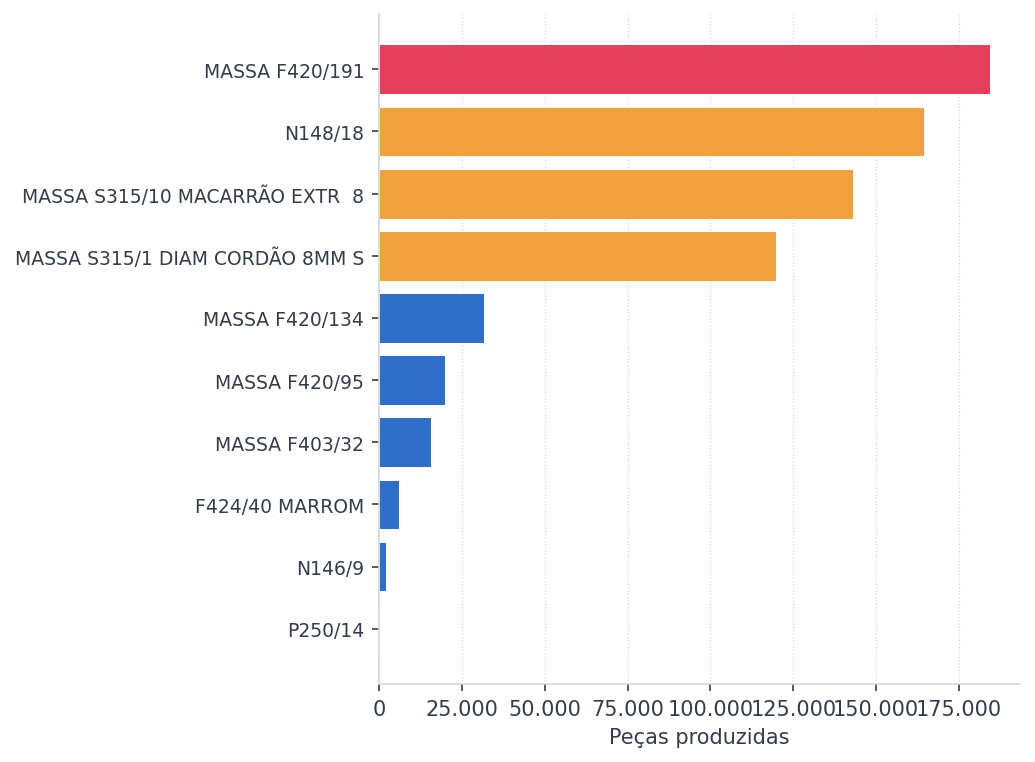 MASSA F420/191
N148/18
MASSA S315/10 MACARRÃO EXTR  8
MASSA S315/1 DIAM CORDÃO 8MM S
MASSA F420/134
MASSA F420/95
MASSA F403/32
F424/40 MARROM
N146/9
P250/14
0 25.000 50.000 75.000 100.000 125.000 150.000 175.000
Peças produzidas